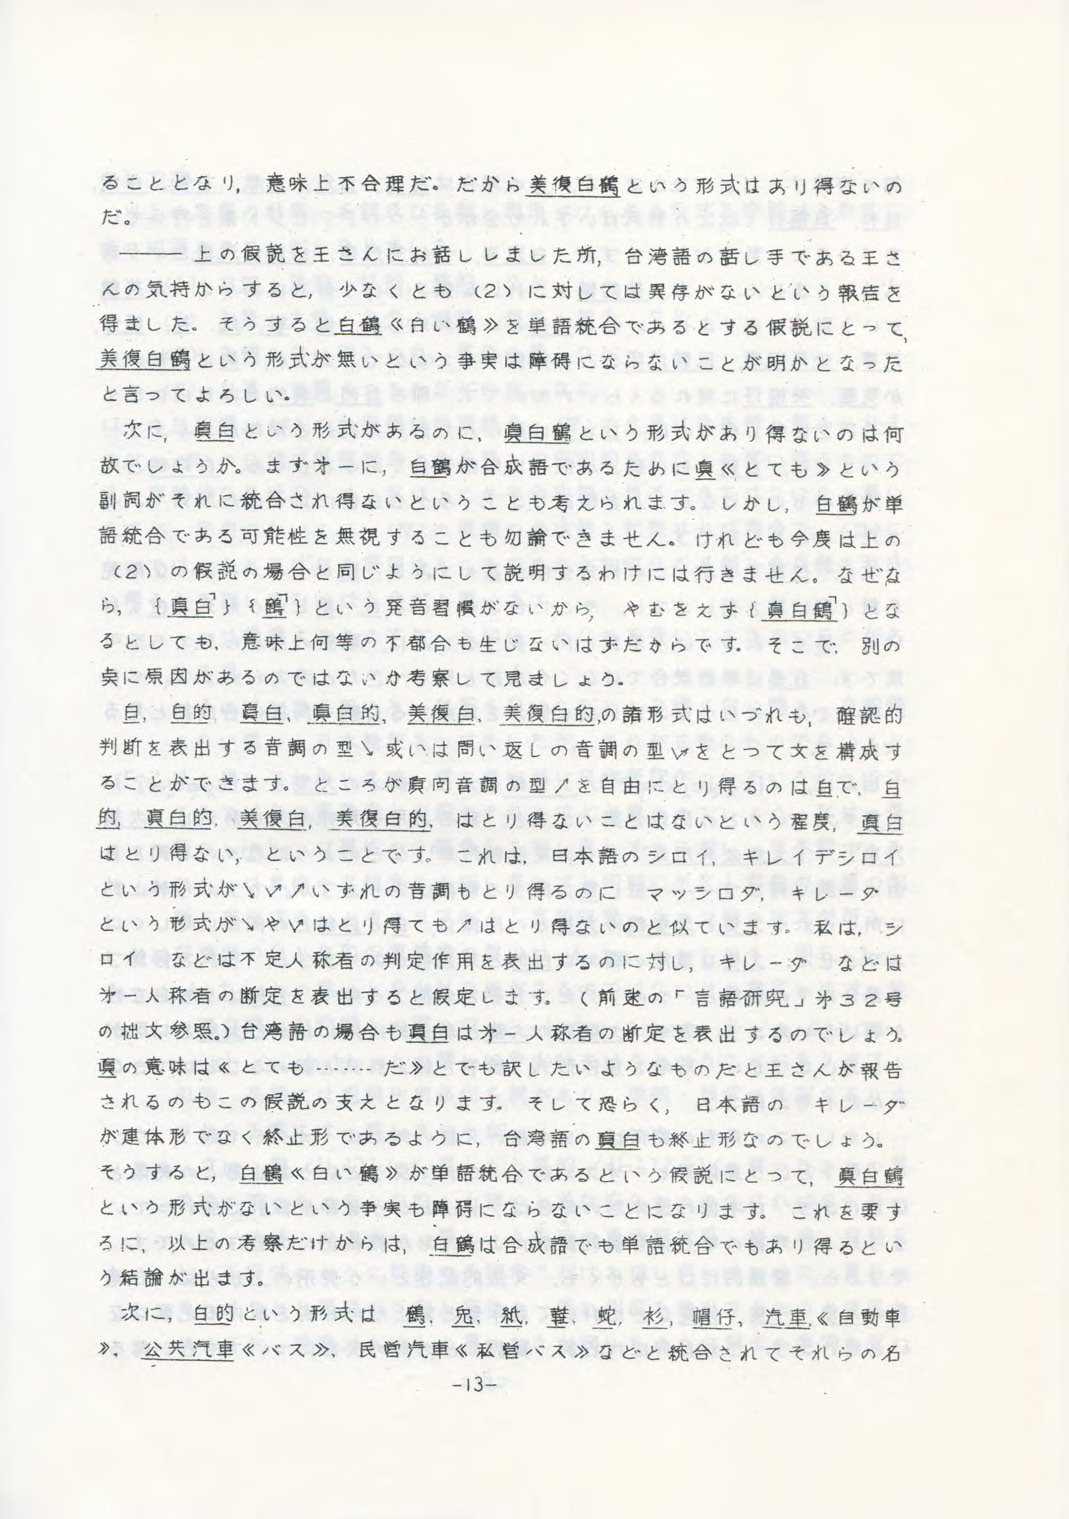 ることとなり，意味上不合理だ。だから美復白鶴という形式はあり得ないの
だ。
——上の仮説を王さんにお話ししました所，台湾語の話し手である王さ
んの気持からすると，少なくとも（2）に対しては異存がないという報告を
得ました。そうすると白鶴≪白い鶴≫を単語統合であるとする仮説にとって，
美復白鶴という形式が無いという事実は障碍にならないことが明かとなった
と言ってよろしい。
次に，真白という形式があるのに，真白鶴という形式があり得ないのは何
故でしょうか。まずオ一に，白鶴が合成語であるために真≪とても≫という
副詞がそれに統合され得ないということも考えられます。しかし，白鶴が単
語統合である可能性を無視することも勿論できません。けれども今度は上の
（2）の仮説の場合と同じようにして説明するわけには行きません。なぜな
ら，{真白┐}{鶴┐}という発音習慣がないから，やむをえず{真白鶴┐}とな
るとしても，意味上何等の不都合も生じないはずだからです。そこで，別の
点に原因があるのではないか考察して見ましょう。
白，白的，真白，真白的，美復白，美復白的，の諸形式はいづれも，確認的
判断を表出する音調の型↘或いは問い返しの音調の型↘↗をとって文を構成す
ることができます。ところが質問音調の型↗を自由にとり得るのは白で，白
的，真白的，美復白，美復白的，はとり得ないことはないという程度，真白
はとり得ない，ということです。これは，日本語のシロイ，キレイデシロイ
という形式が↘↘↗↗いずれの音調もとり得るのに　マッシロダ，キレーダ
という形式が↘や↘↗はとり得ても↗はとり得ないのと似ています。私は，シ
ロイ　などは不定人称者の判定作用を表出するのに対し，キレーダ　などは
オ一人称者の断定を表出すると仮定します。（前述の「言語研究」オ３２号
の拙文参照。）台湾語の場合も真白はオ一人称者の断定を表出するのでしょう。
真の意味は≪とても………だ≫とでも訳したいようなものだと王さんが報告
されるのもこの仮説の支えとなります。そして恐らく，日本語の　キレーダ
が連体形でなく終止形であるように，台湾語の真白も終止形なのでしょう。
そうすると，白鶴≪白い鶴≫が単語統合であるという仮説にとって，真白鶴
という形式がないという事実も障碍にならないことになります。これを要す
るに，以上の考察だけからは，白鶴は合成語でも単語統合でもあり得るとい
う結論が出ます。
次に，白的という形式は　鶴，兎，紙，　蛇，杉，帽仔，汽車，≪自動車
≫，公共汽車≪バス≫，民営汽車≪私営バス≫などと統合されてそれらの名
-13-